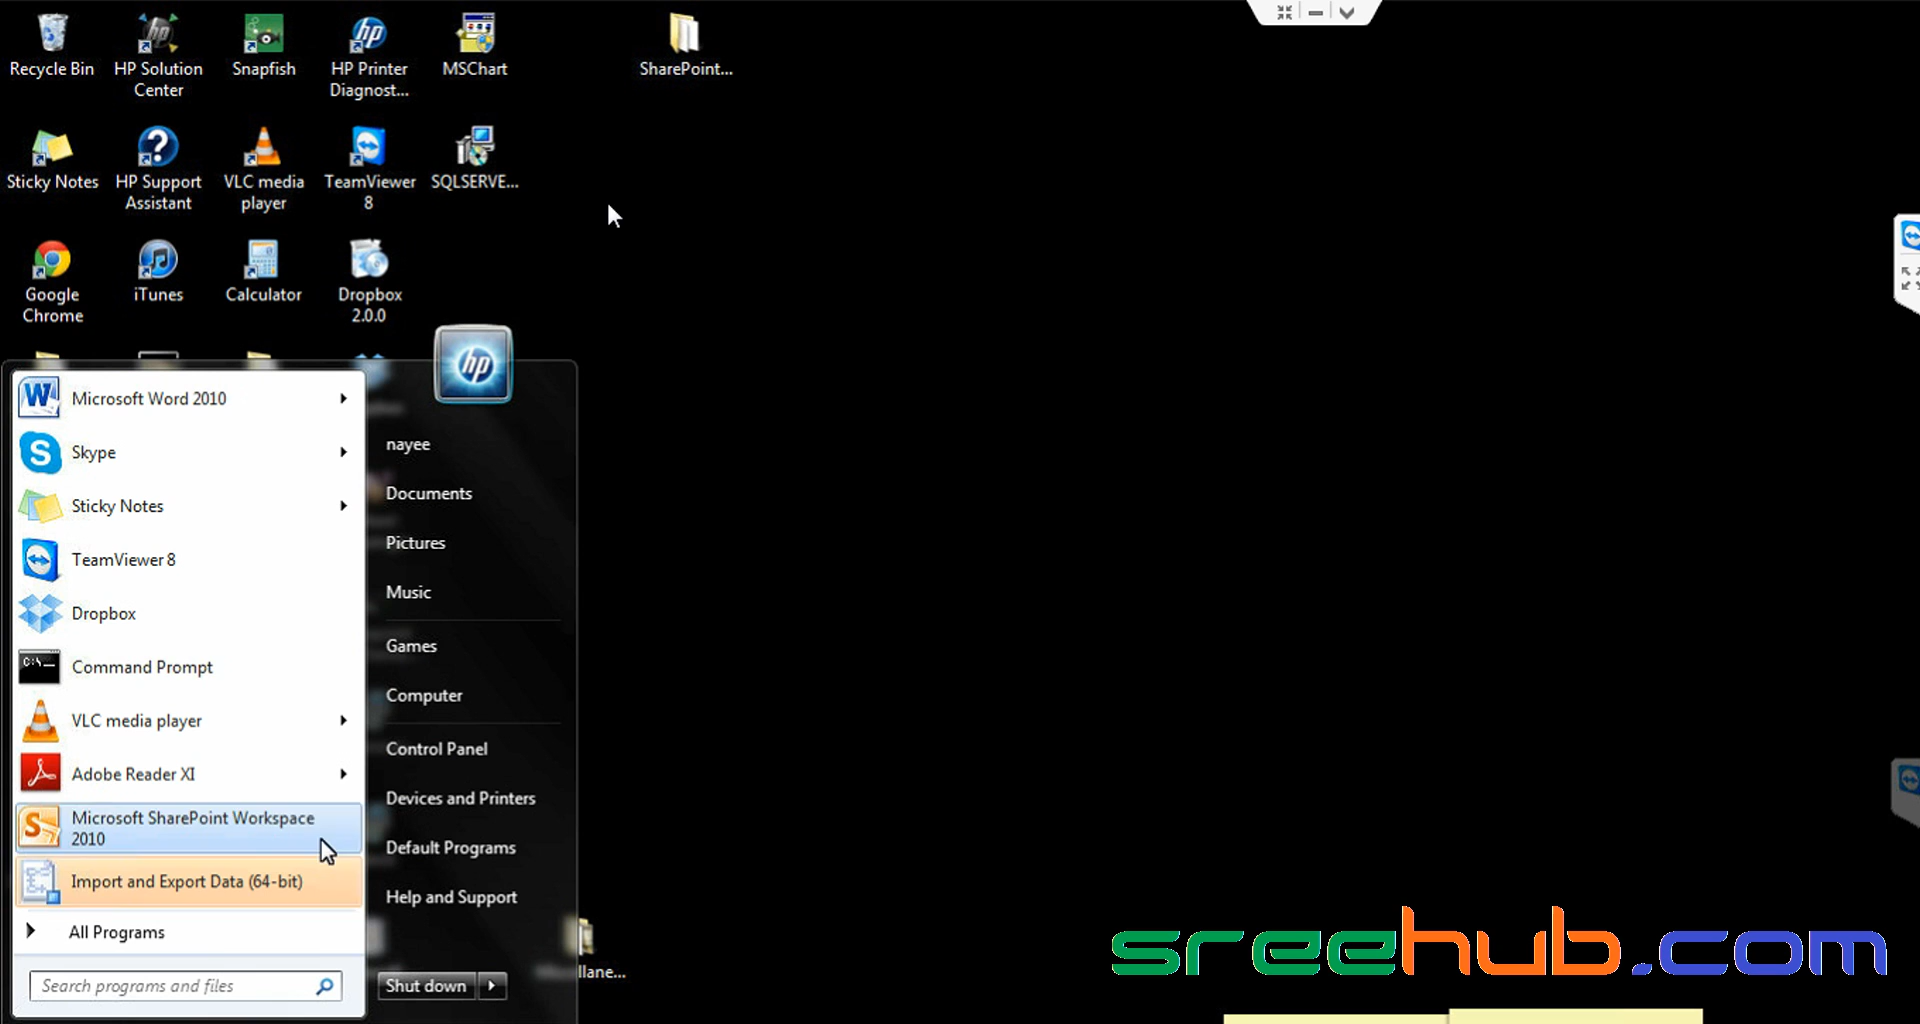 Recycle Bin
HP Solution
Center
Snapfish
HP Printer
Diagnost...
MSChart
SharePoint...
Sticky Notes
HP Support
Assistant
VLC media
player
TeamViewer
8
SQLSERVE...
Google
Chrome
iTunes
Calculator
Dropbox
2.0.0
hp
Microsoft Word 2010
Skype
Sticky Notes
TeamViewer 8
Dropbox
Command Prompt
VLC media player
Adobe Reader XI
Microsoft SharePoint Workspace
2010
Import and Export Data (64-bit)
All Programs
Search programs and files
nayee
Documents
Pictures
Music
Games
Computer
Control Panel
Devices and Printers
Default Programs
Help and Support
Shut down
sreehub.com